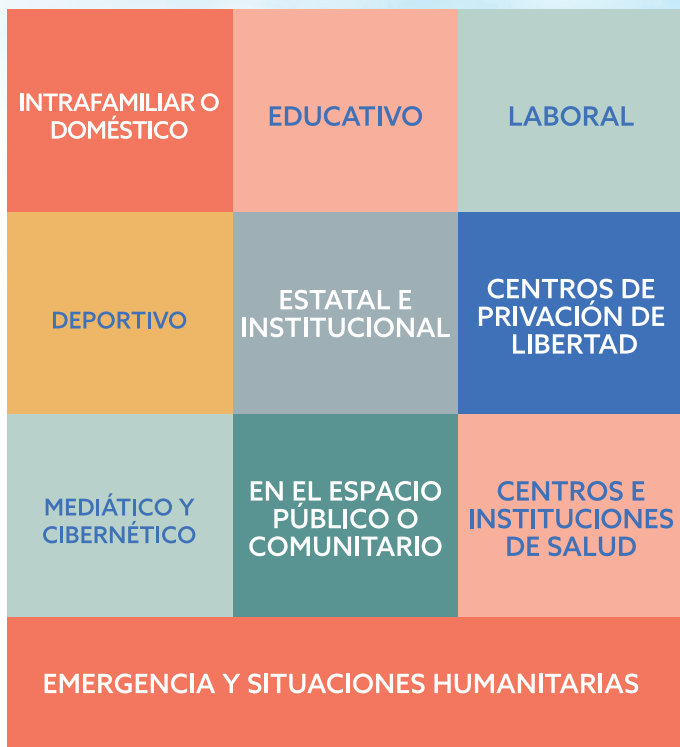 INTRAFAMILIAR O
DOMÉSTICO
EDUCATIVO
LABORAL
DEPORTIVO
ESTATAL E
INSTITUCIONAL
CENTROS DE
PRIVACIÓN DE
LIBERTAD
MEDIÁTICO Y
CIBERNÉTICO
EN EL ESPACIO
PÚBLICO O
COMUNITARIO
CENTROS E
INSTITUCIONES
DE SALUD
EMERGENCIA Y SITUACIONES HUMANITARIAS